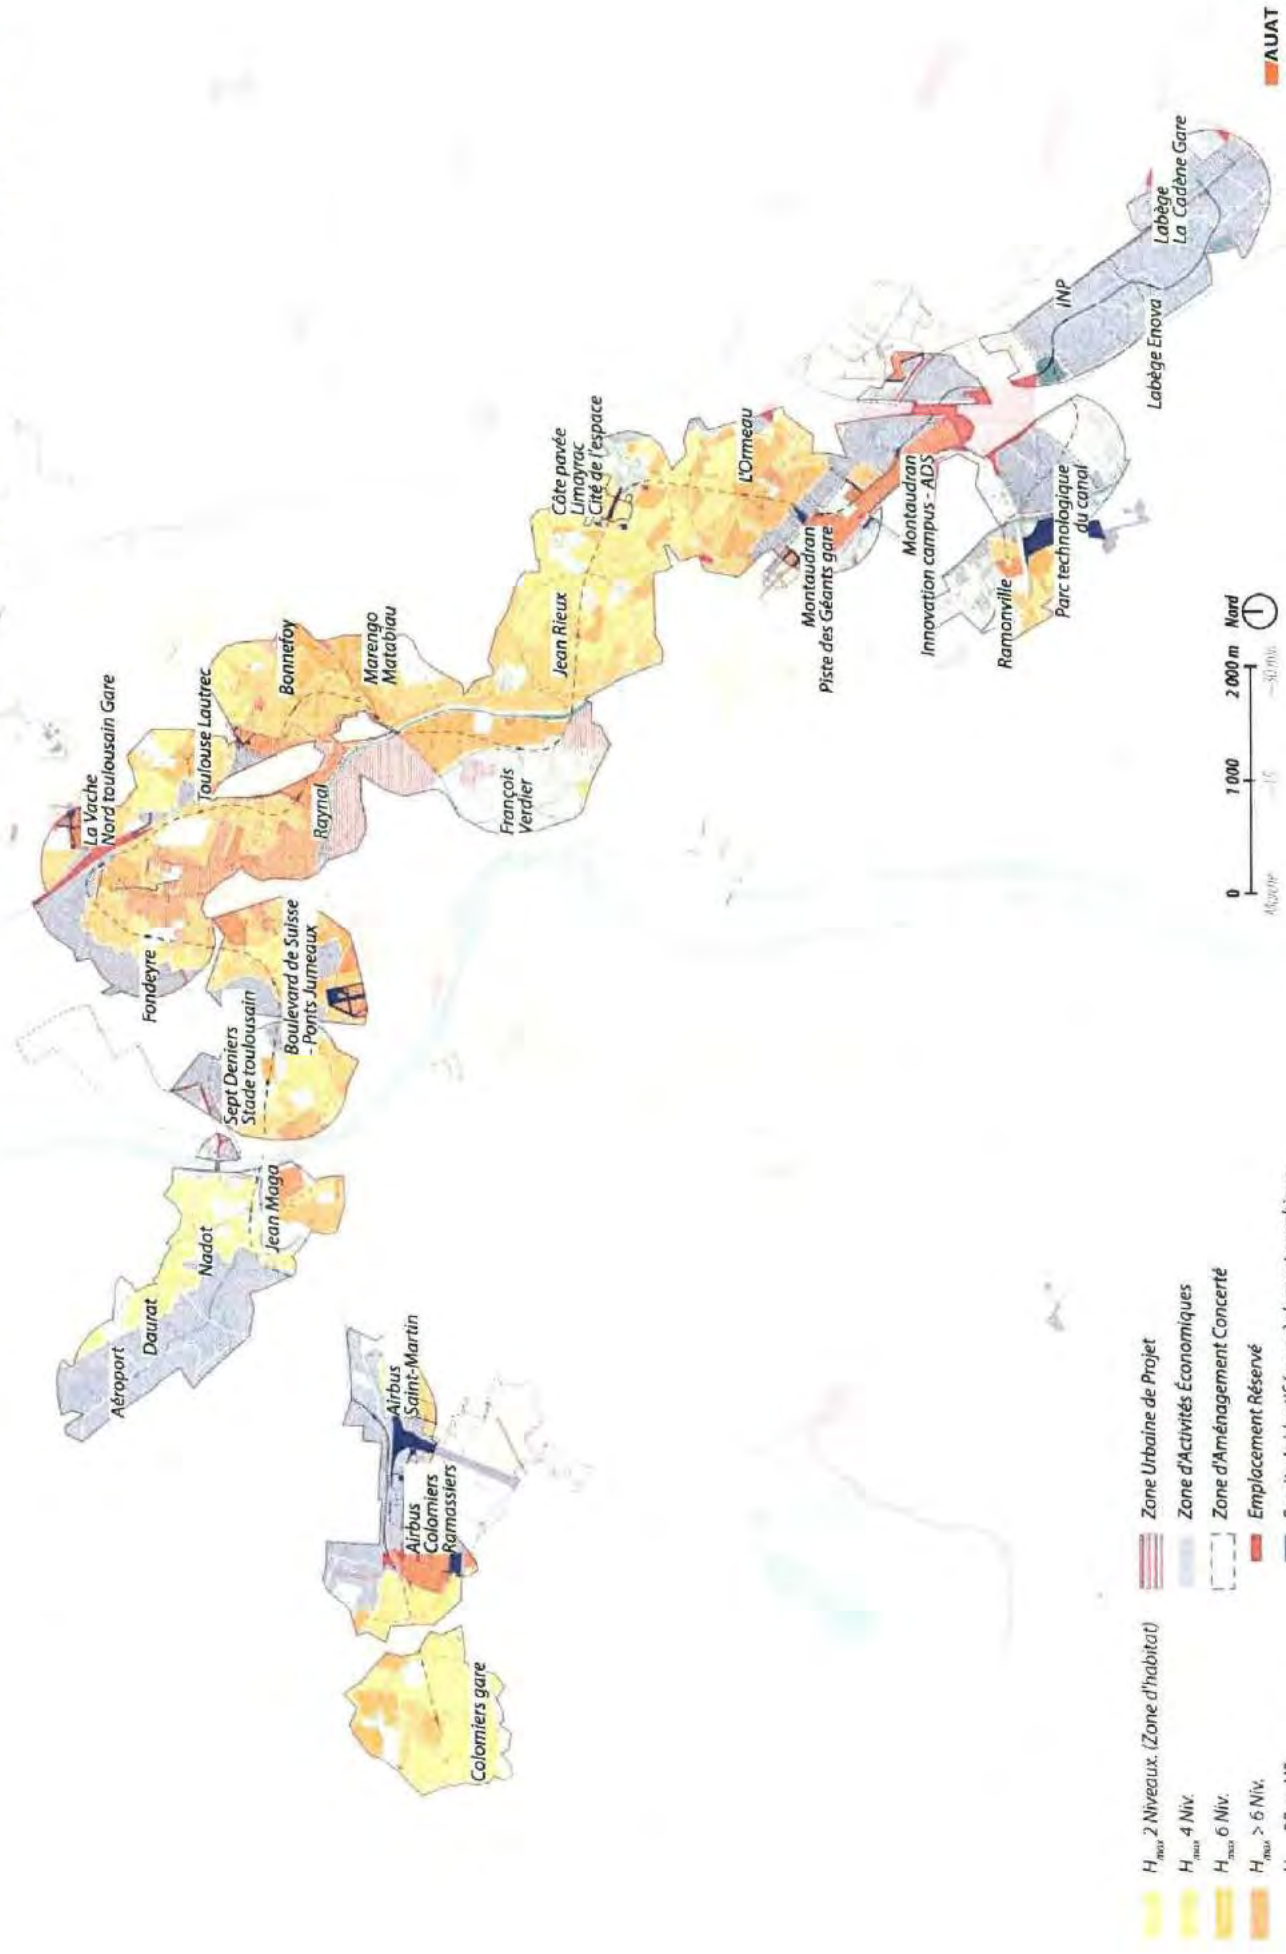 Colomiers gare
Airbus
Colomiers
Ramassiers
Airbus
Saint-Martin
Aéroport
Daurat
Nadot
Jean Maga
Sept Deniers
Stade toulousain
Boulevard de Suisse
- Ponts Jumeaux
Fondeyre
La Vache
Nord toulousain Gare
Toulouse Lautrec
Raynal
Bonnefoy
Marengo
Matabiau
François
Verdier
Jean Rieux
Côte pavée
Limayrac
Cité de l'espace
L'Ormeau
Montaudran
Piste des Géants gare
Montaudran
Innovation campus - ADS
Ramonville
Parc technologique
du canal
INP
Labège Enova
Labège
La Cadène Gare
Hmax 2 Niveaux. (Zone d'habitat)
Hmax 4 Niv.
Hmax 6 Niv.
Hmax > 6 Niv.
Zone Urbaine de Projet
Zone d'Activités Économiques
Zone d'Aménagement Concerté
Emplacement Réservé
0 1 000 2 000 m
Nord
AUAT